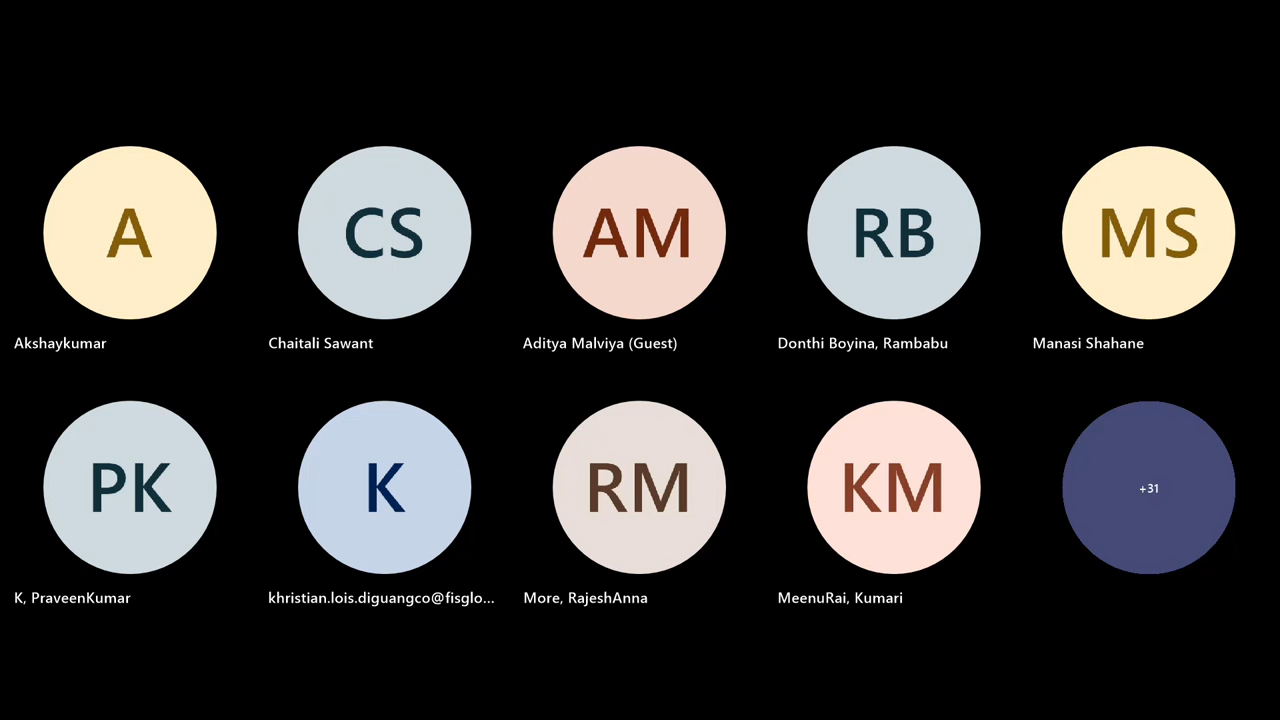 A
CS
AM
RB
MS
Akshaykumar
Chaitali Sawant
Aditya Malviya (Guest)
Donthi Boyina, Rambabu
Manasi Shahane
PK
K
RM
KM
+31
K, PraveenKumar
khristian.lois.diguangco@fisglo...
More, RajeshAnna
MeenuRai, Kumari